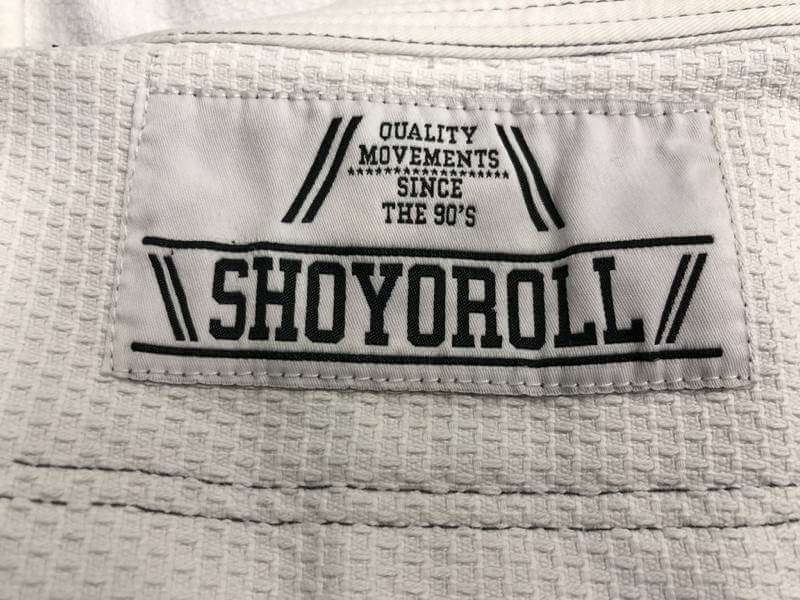 QUALITY
MOVEMENTS
SINCE
THE 90'S
SHOYOROLL